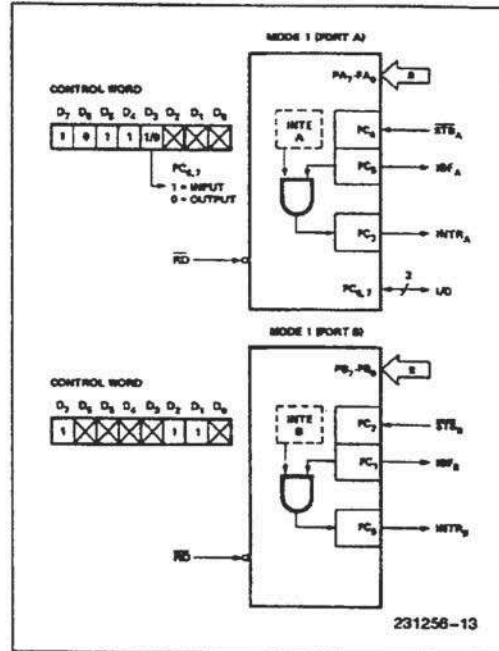 MODE 1 (PORT A)
CONTROL WORD
D7 D6 D5 D4 D3 D2 D1 D0
1 0 1 1 1/0
PC6,7
1 = INPUT
0 = OUTPUT
PA7-PA0
8
INTE
A
PC4
STBA
PC5
IBFA
PC3
INTRA
RD
PC6,7
2
I/O
MODE 1 (PORT B)
CONTROL WORD
D7 D6 D5 D4 D3 D2 D1 D0
1 1 1
PB7-PB0
8
INTE
B
PC2
STBB
PC1
IBFB
PC0
INTRB
RD
231256-13